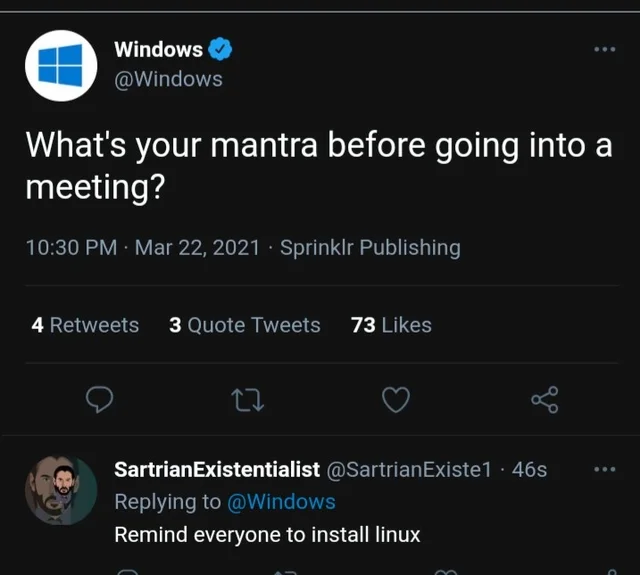 Windows
@Windows
What's your mantra before going into a
meeting?
10:30 PM · Mar 22, 2021 · Sprinklr Publishing
4 Retweets 3 Quote Tweets 73 Likes
SartrianExistentialist @SartrianExiste1 · 46s
Replying to @Windows
Remind everyone to install linux